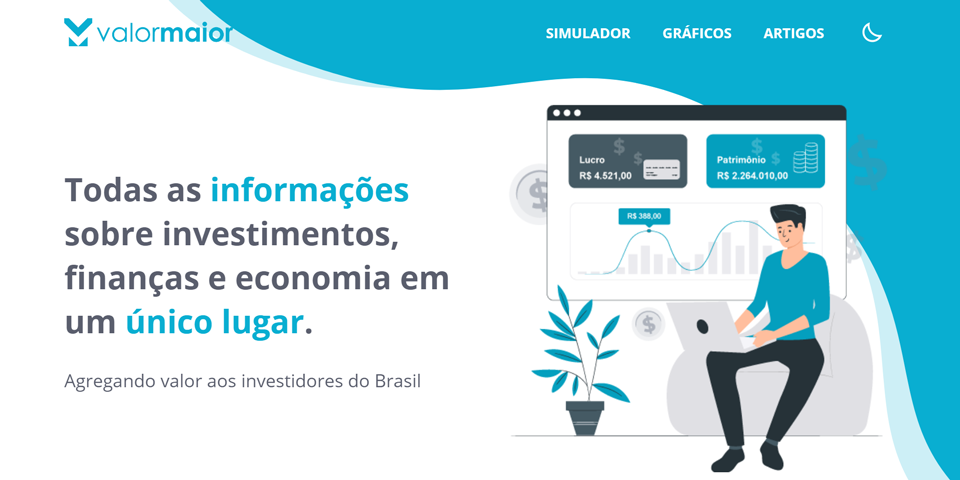 valormaior
SIMULADOR
GRÁFICOS
ARTIGOS
Todas as informações
sobre investimentos,
finanças e economia em
um único lugar.
Agregando valor aos investidores do Brasil
Lucro
R$ 4.521,00
Patrimônio
R$ 2.264.010,00
R$ 388,00